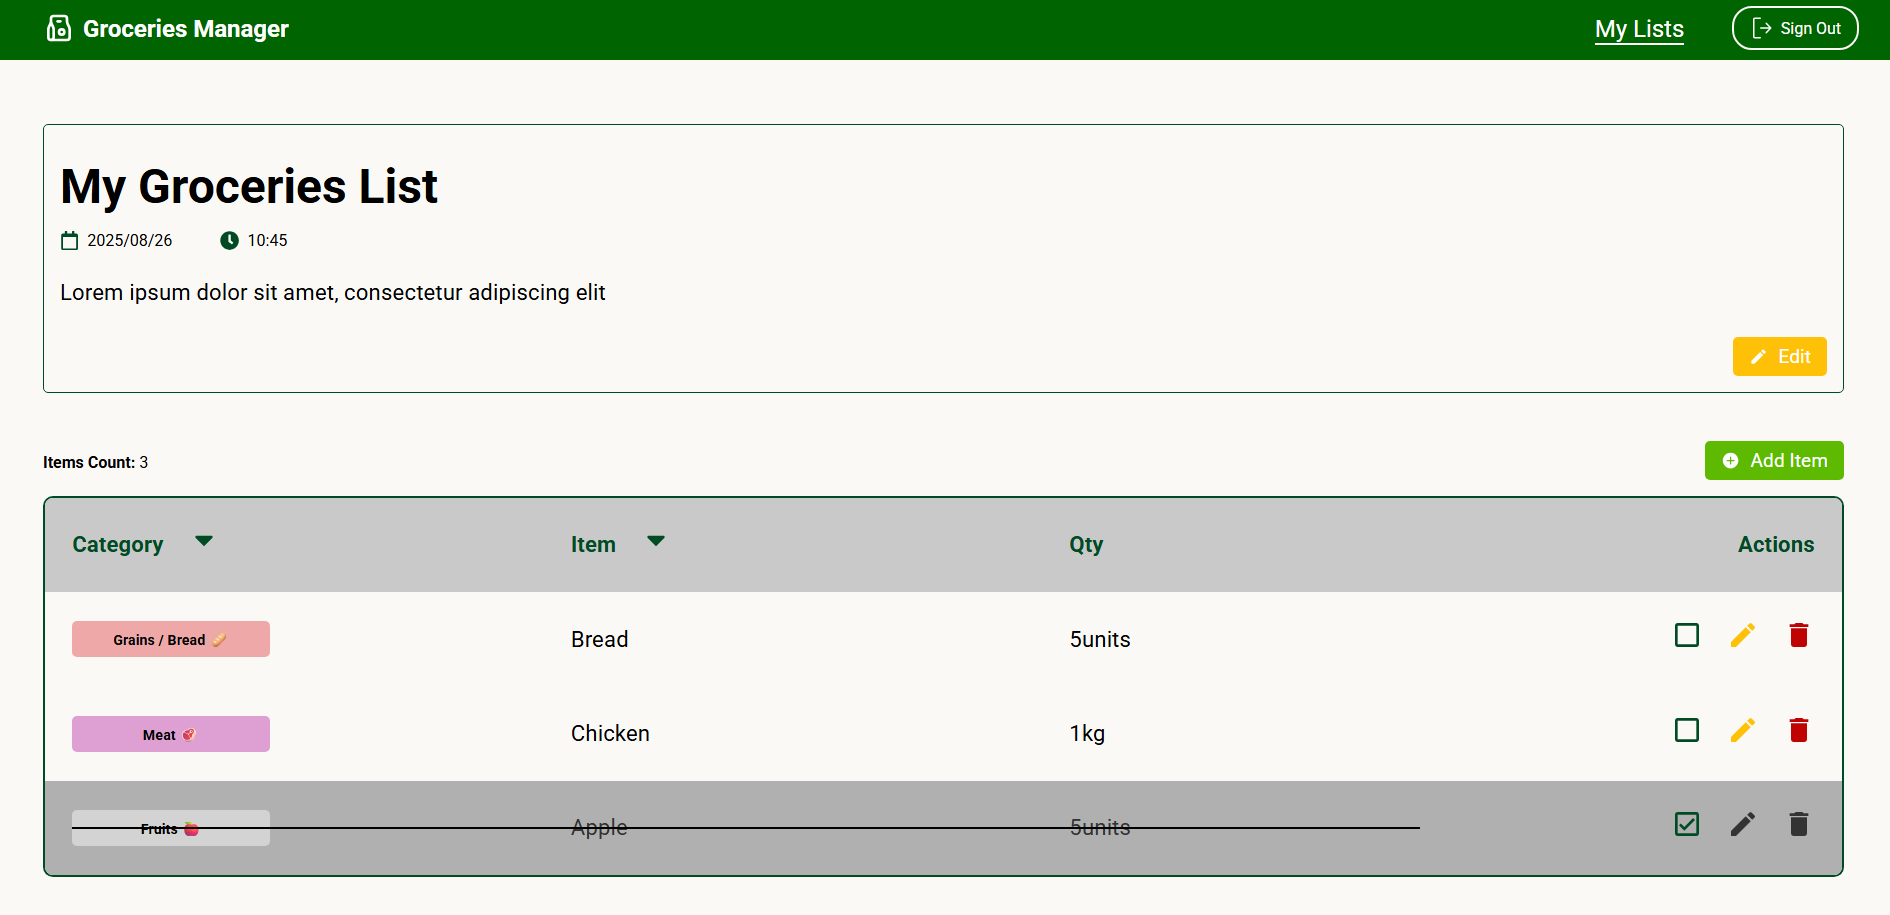 Groceries Manager
My Lists
Sign Out
My Groceries List
2025/08/26 10:45
Lorem ipsum dolor sit amet, consectetur adipiscing elit
Edit
Items Count: 3
Add Item
Category Item Qty Actions
Grains / Bread 🥖 Bread 5units
Meat 🥩 Chicken 1kg
Fruits 🍎 Apple 5units